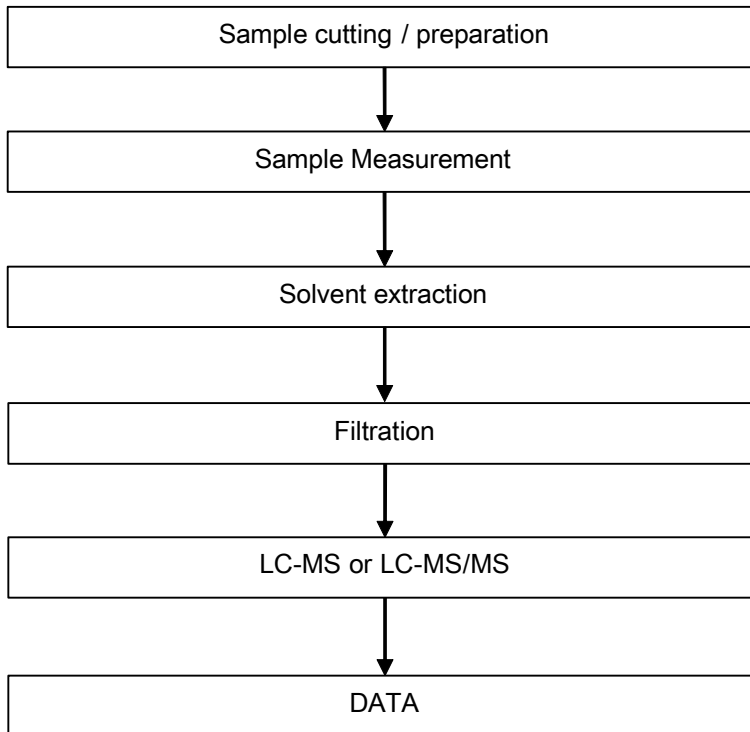 Sample cutting / preparation
Sample Measurement
Solvent extraction
Filtration
LC-MS or LC-MS/MS
DATA